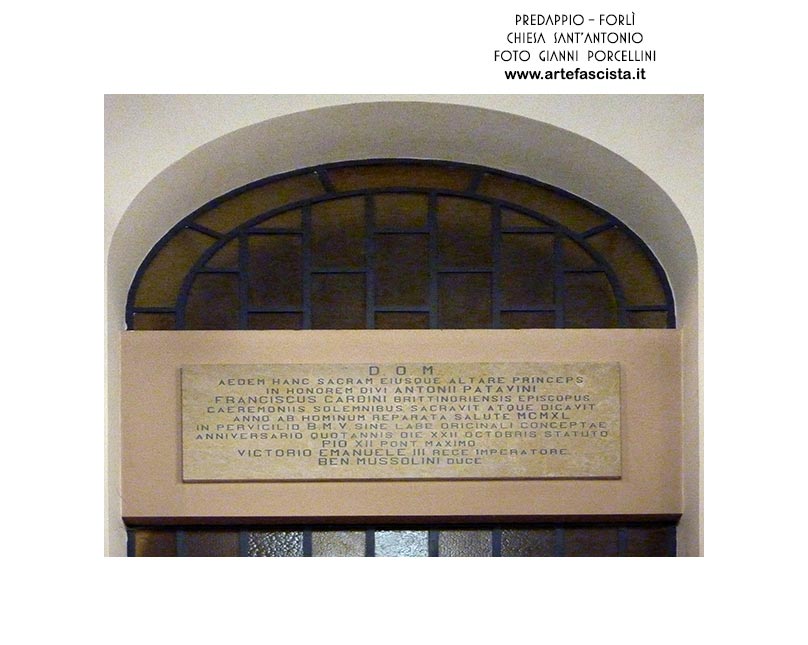 PREDAPPIO – FORLÌ
CHIESA SANT'ANTONIO
FOTO GIANNI PORCELLINI
www.artefascista.it
D O M
AEDEM HANC SACRAM EIUSQUE ALTARE PRINCEPS
IN HONOREM DIVI ANTONII PATAVINI
FRANCISCUS CARDINI BRITTINORIENSIS EPISCOPUS
CAEREMONIIS SOLEMNIBUS SACRAVIT ATQUE DICAVIT
ANNO AB HOMINUM REPARATA SALUTE MCMXL
IN PERVIGILIO B.M.V SINE LABE ORIGINALI CONCEPTAE
ANNIVERSARIO QUOTANNIS DIE XXII OCTOBRIS STATUTO
PIO XII PONT MAXIMO
VICTORIO EMANUELE III REGE IMPERATORE
BEN MUSSOLINI DUCE